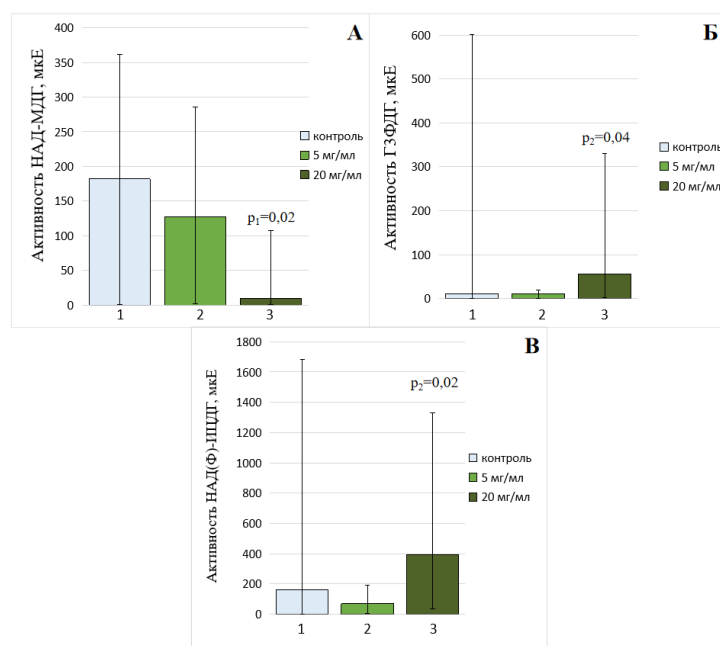 А
Активность НАД-МДГ, мкЕ
400
350
300
250
200
150
100
50
0
p₁=0,02
1 2 3
контроль
5 мг/мл
20 мг/мл
Б
Активность Г3ФДГ, мкЕ
600
500
400
300
200
100
0
p₂=0,04
1 2 3
контроль
5 мг/мл
20 мг/мл
В
Активность НАД(Ф)-ИЦДГ, мкЕ
1800
1600
1400
1200
1000
800
600
400
200
0
p₂=0,02
1 2 3
контроль
5 мг/мл
20 мг/мл